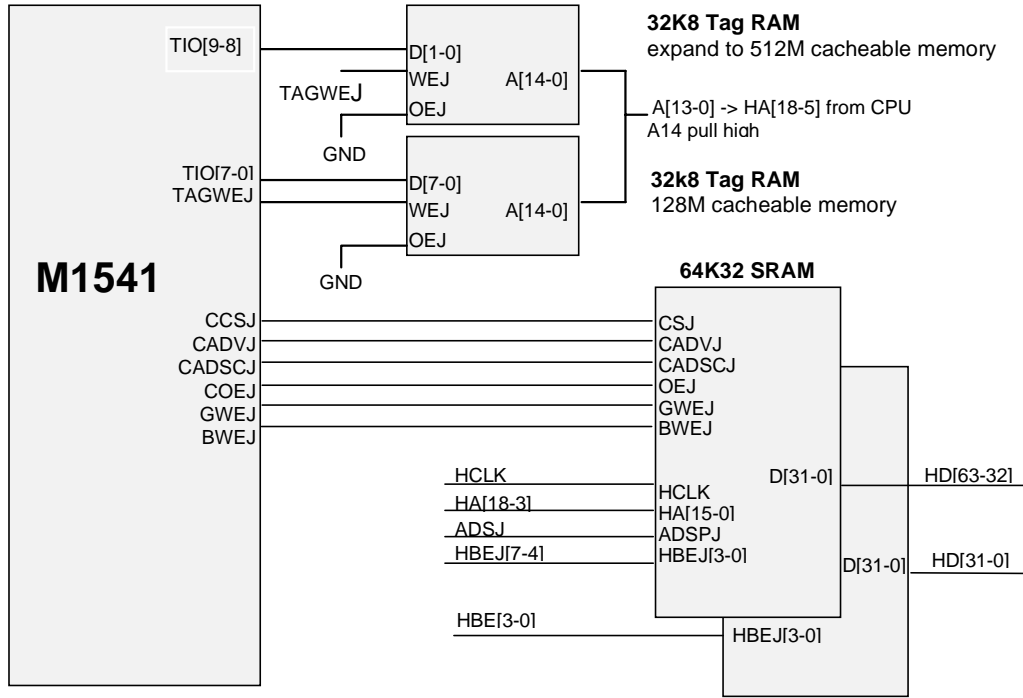 TIO[9-8]
D[1-0]
WEJ
A[14-0]
OEJ
TAGWEJ
GND
32K8 Tag RAM
expand to 512M cacheable memory
A[13-0] -> HA[18-5] from CPU
A14 pull high
TIO[7-0]
TAGWEJ
D[7-0]
WEJ
A[14-0]
OEJ
GND
32k8 Tag RAM
128M cacheable memory
M1541
64K32 SRAM
CCSJ
CADVJ
CADSCJ
COEJ
GWEJ
BWEJ
CSJ
CADVJ
CADSCJ
OEJ
GWEJ
BWEJ
HCLK
HA[18-3]
ADSJ
HBEJ[7-4]
HCLK
HA[15-0]
ADSPJ
HBEJ[3-0]
D[31-0]
HD[63-32]
D[31-0]
HD[31-0]
HBE[3-0]
HBEJ[3-0]